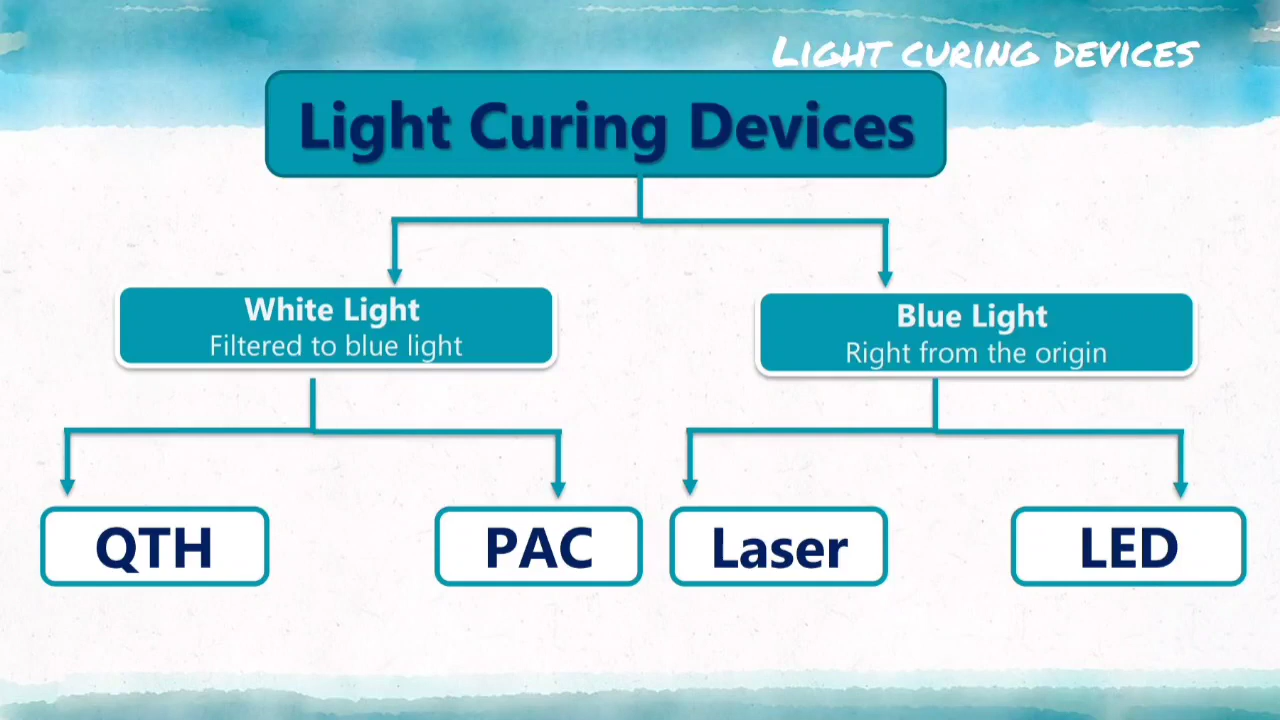 Light curing devices
Light Curing Devices
White Light
Filtered to blue light
Blue Light
Right from the origin
QTH
PAC
Laser
LED